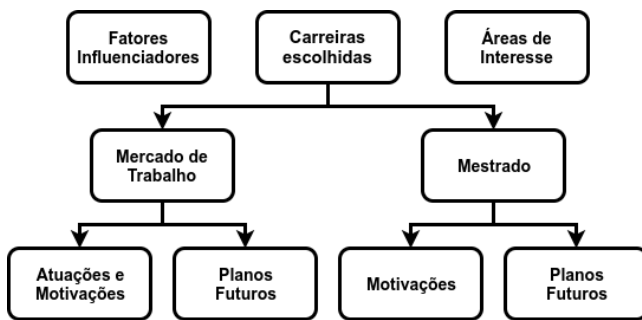 Fatores
Influenciadores
Carreiras
escolhidas
Áreas de
Interesse
Mercado de
Trabalho
Mestrado
Atuações e
Motivações
Planos
Futuros
Motivações
Planos
Futuros